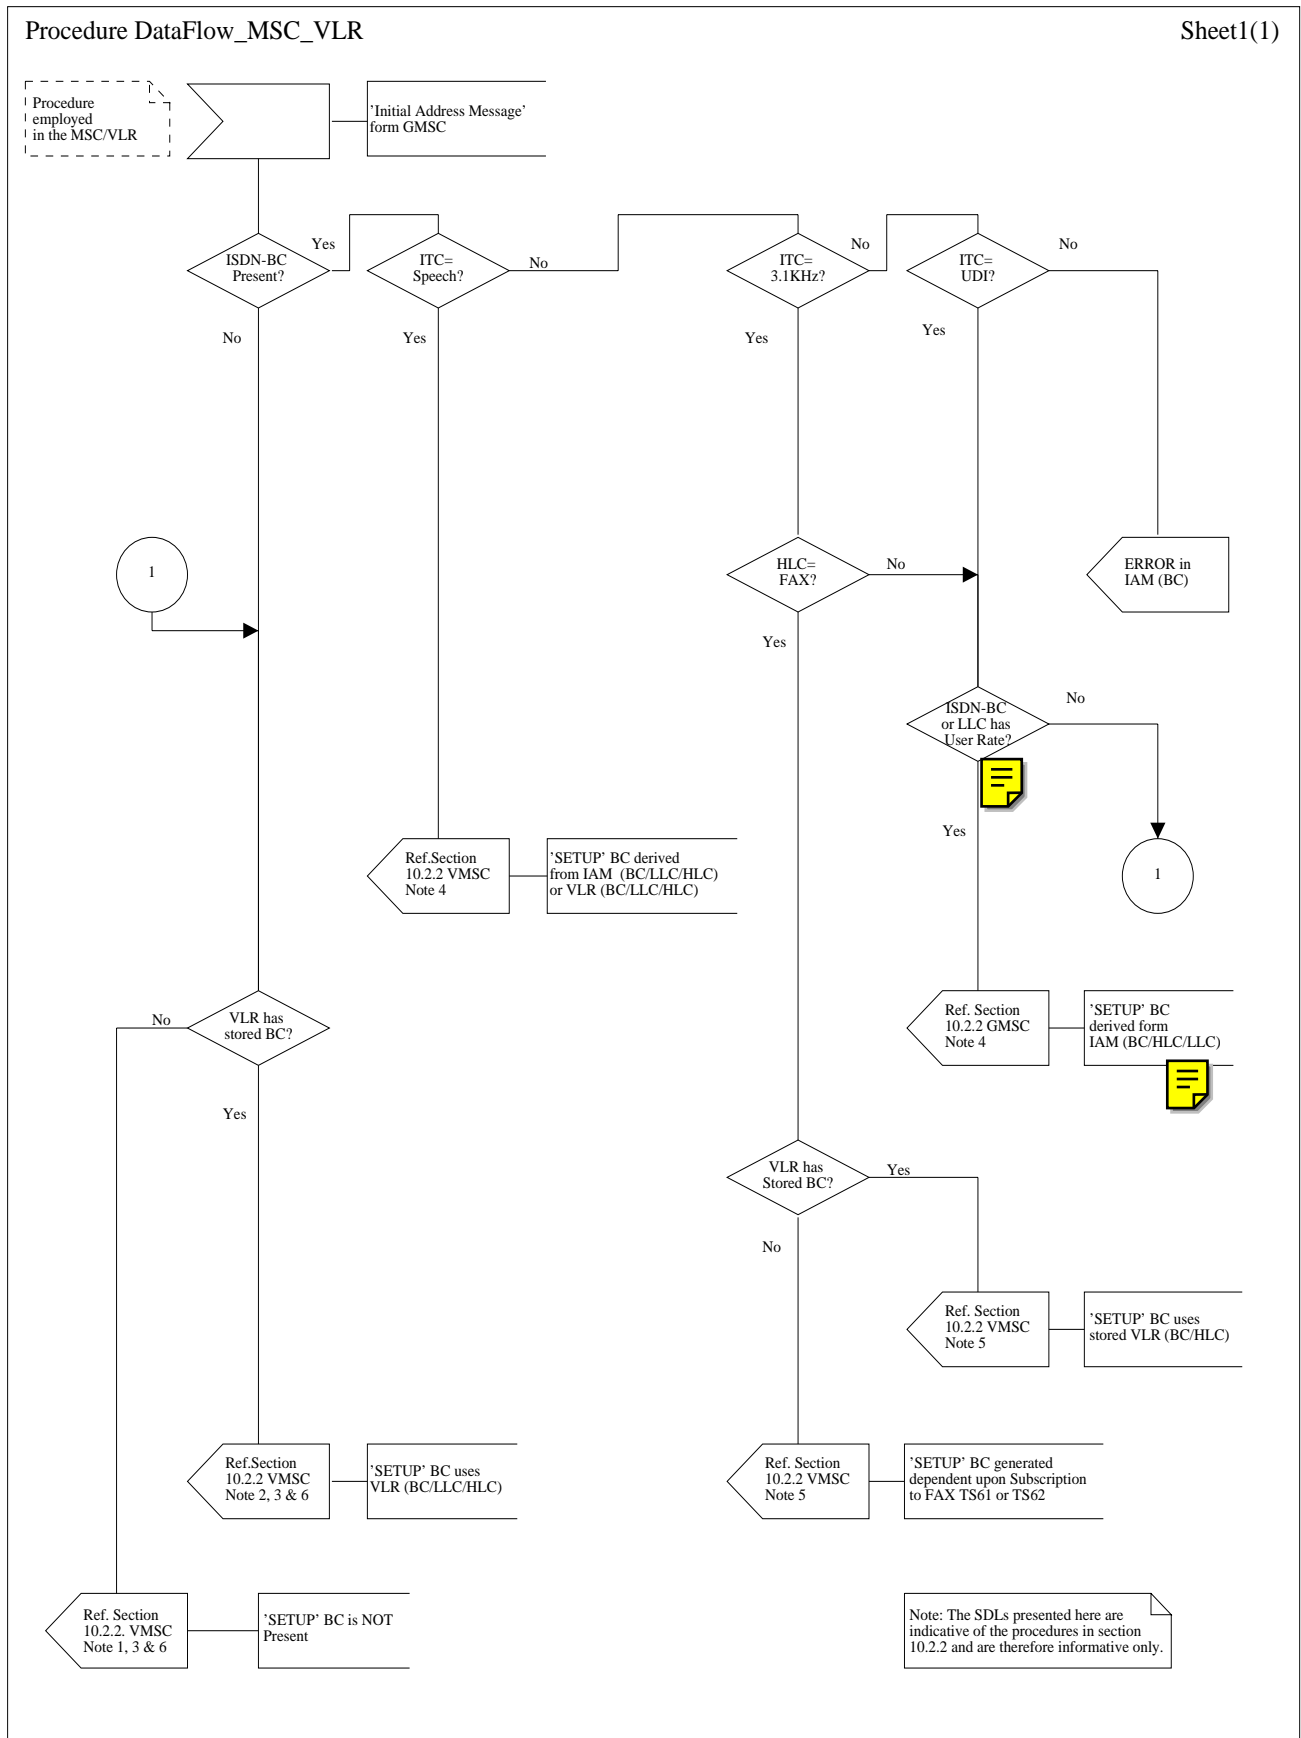 Procedure DataFlow_MSC_VLR
Sheet1(1)
Procedure
employed
in the MSC/VLR
'Initial Address Message'
form GMSC
ISDN-BC
Present?
Yes
No
ITC=
Speech?
No
Yes
ITC=
3.1KHz?
No
Yes
ITC=
UDI?
No
Yes
1
HLC=
FAX?
No
Yes
ERROR in
IAM (BC)
ISDN-BC
or LLC has
User Rate?
No
Yes
1
Ref.Section
10.2.2 VMSC
Note 4
'SETUP' BC derived
from IAM (BC/LLC/HLC)
or VLR (BC/LLC/HLC)
VLR has
stored BC?
No
Yes
Ref. Section
10.2.2 GMSC
Note 4
'SETUP' BC
derived form
IAM (BC/HLC/LLC)
VLR has
Stored BC?
Yes
No
Ref. Section
10.2.2 VMSC
Note 5
'SETUP' BC uses
stored VLR (BC/HLC)
Ref.Section
10.2.2 VMSC
Note 2, 3 & 6
'SETUP' BC uses
VLR (BC/LLC/HLC)
Ref. Section
10.2.2 VMSC
Note 5
'SETUP' BC generated
dependent upon Subscription
to FAX TS61 or TS62
Ref. Section
10.2.2. VMSC
Note 1, 3 & 6
'SETUP' BC is NOT
Present
Note: The SDLs presented here are
indicative of the procedures in section
10.2.2 and are therefore informative only.